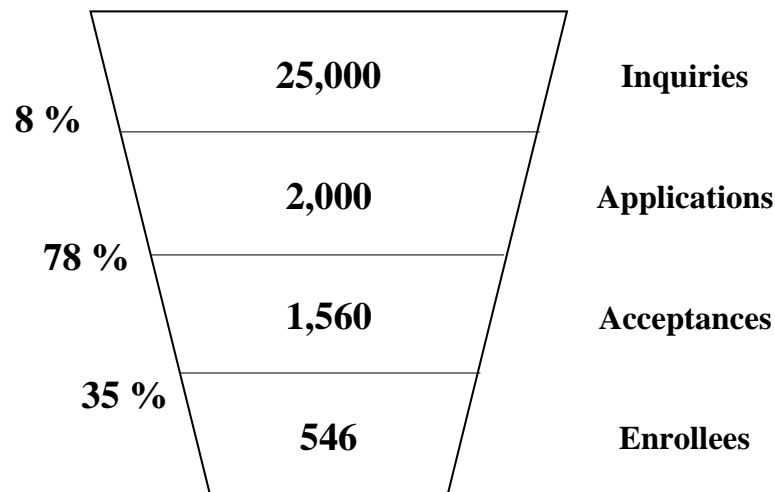 25,000 Inquiries
8 %
2,000 Applications
78 %
1,560 Acceptances
35 %
546 Enrollees